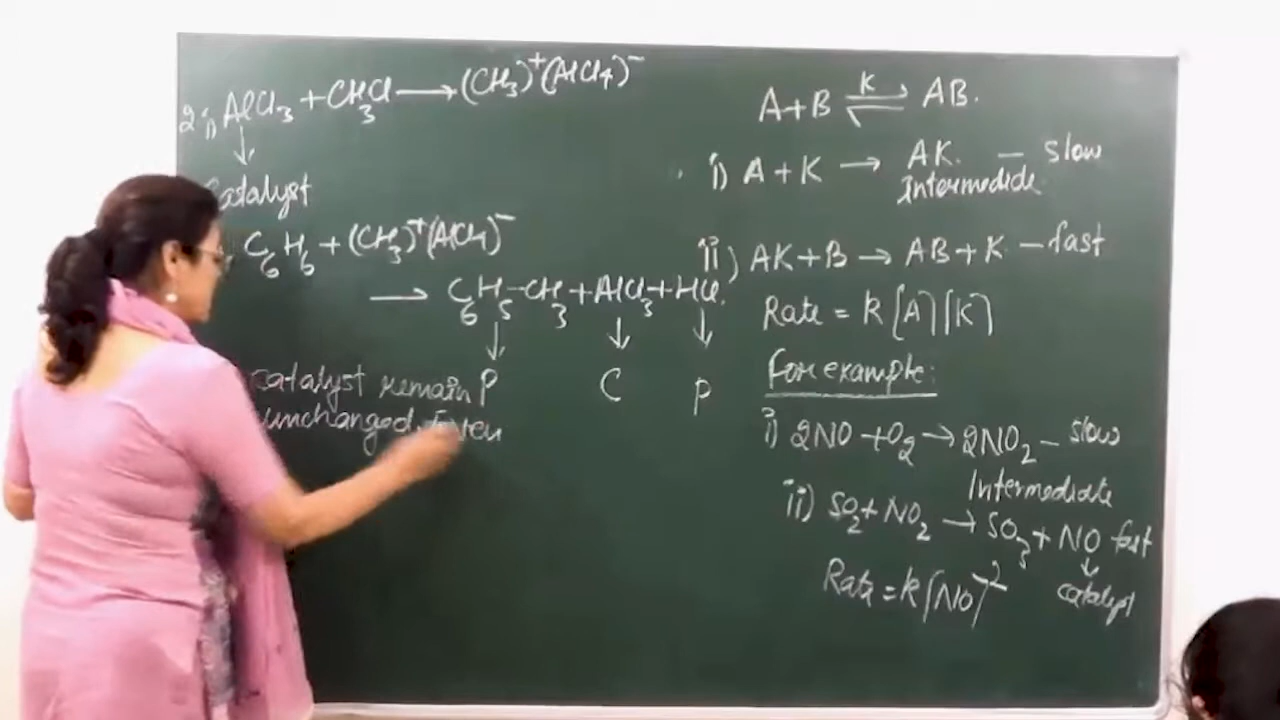 2. i) AlCl3 + CH3Cl → (CH3)+(AlCl4)−
↓
Catalyst
C6H6 + (CH3)+(AlCl4)−
→ C6H5-CH3 + AlCl3 + HCl.
↓ ↓ ↓
P C P
Catalyst remain
unchanged. Even
A+B ⇌ AB.
K
i) A + K → AK. — slow
Intermedide
ii) AK + B → AB + K — fast
Rate = k[A][K]
For example:
i) 2NO + O2 → 2NO2 — slow
Intermediate
ii) SO2 + NO2 → SO3 + NO fast
↓
catalyst
Rate = k[NO]2